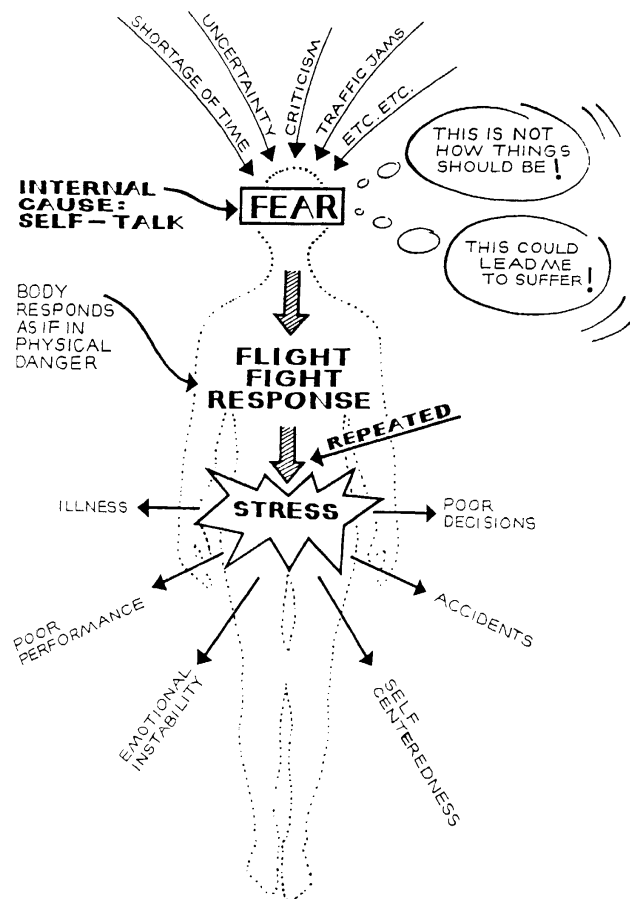 SHORTAGE OF TIME
UNCERTAINTY
CRITICISM
TRAFFIC JAMS
ETC. ETC.
THIS IS NOT
HOW THINGS
SHOULD BE!
INTERNAL
CAUSE:
SELF-TALK
FEAR
THIS COULD
LEAD ME
TO SUFFER!
BODY
RESPONDS
AS IF IN
PHYSICAL
DANGER
FLIGHT
FIGHT
RESPONSE
REPEATED
STRESS
ILLNESS
POOR
DECISIONS
POOR
PERFORMANCE
ACCIDENTS
EMOTIONAL
INSTABILITY
SELF
CENTEREDNESS